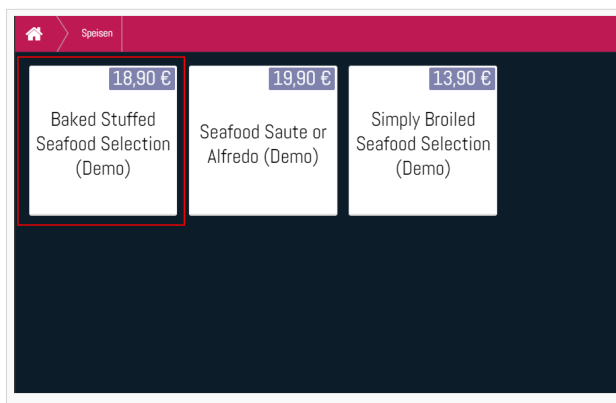 Speisen
18,90 €
Baked Stuffed
Seafood Selection
(Demo)
19,90 €
Seafood Saute or
Alfredo (Demo)
13,90 €
Simply Broiled
Seafood Selection
(Demo)